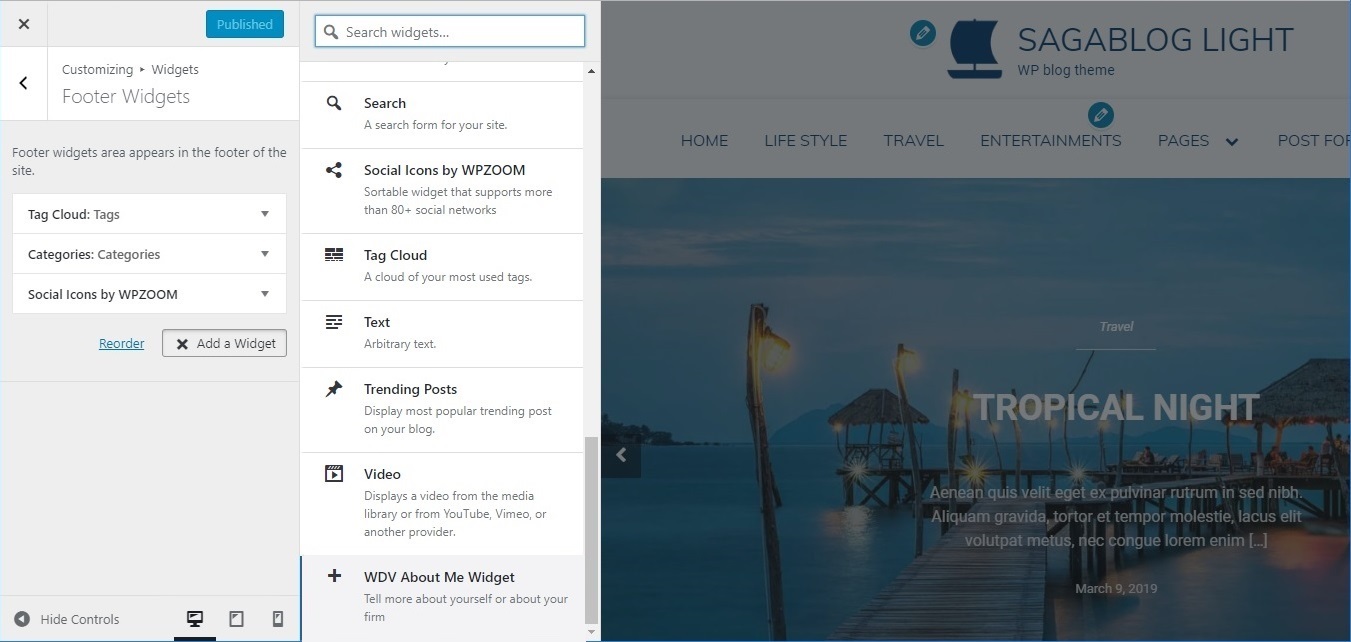 Published
Customizing ▸ Widgets
Footer Widgets
Footer widgets area appears in the footer of the
site.
Tag Cloud: Tags
Categories: Categories
Social Icons by WPZOOM
Reorder
Add a Widget
Hide Controls
Search widgets...
Search
A search form for your site.
Social Icons by WPZOOM
Sortable widget that supports more
than 80+ social networks
Tag Cloud
A cloud of your most used tags.
Text
Arbitrary text.
Trending Posts
Display most popular trending post
on your blog.
Video
Displays a video from the media
library or from YouTube, Vimeo, or
another provider.
WDV About Me Widget
Tell more about yourself or about your
firm
SAGABLOG LIGHT
WP blog theme
HOME LIFE STYLE TRAVEL ENTERTAINMENTS PAGES POST FOR
Travel
TROPICAL NIGHT
Aenean quis velit eget ex pulvinar rutrum in sed nibh.
Aliquam gravida, tortor et tempor molestie, lacus elit
volutpat metus, nec congue lorem enim [...]
March 9, 2019